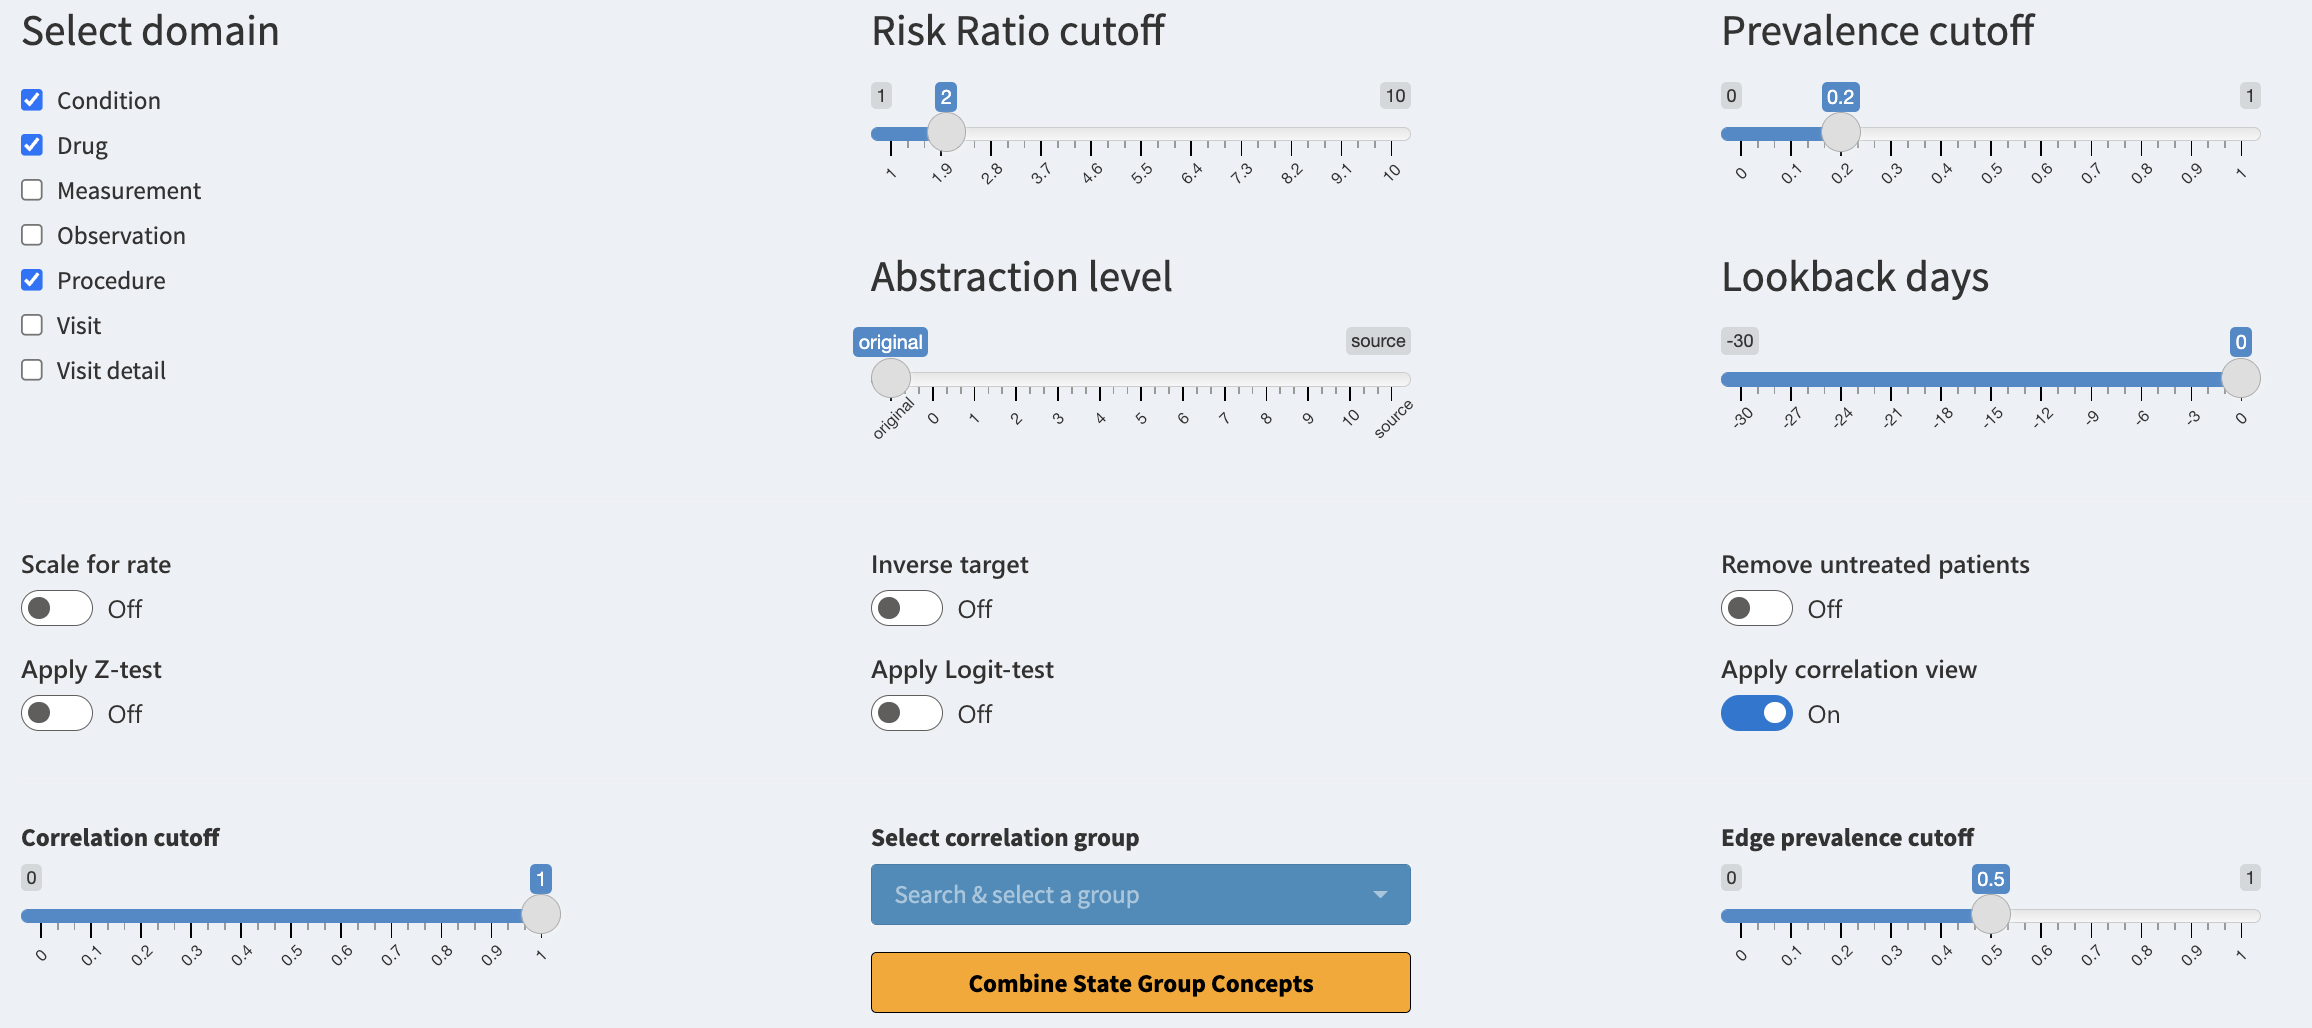 Select domain
Condition
Drug
Measurement
Observation
Procedure
Visit
Visit detail
Risk Ratio cutoff
1 2 10
1 1.9 2.8 3.7 4.6 5.5 6.4 7.3 8.2 9.1 10
Prevalence cutoff
0 0.2 1
0 0.1 0.2 0.3 0.4 0.5 0.6 0.7 0.8 0.9 1
Abstraction level
original source
original 0 1 2 3 4 5 6 7 8 9 10 source
Lookback days
-30 0
-30 -27 -24 -21 -18 -15 -12 -9 -6 -3 0
Scale for rate
Off
Inverse target
Off
Remove untreated patients
Off
Apply Z-test
Off
Apply Logit-test
Off
Apply correlation view
On
Correlation cutoff
0 1
0 0.1 0.2 0.3 0.4 0.5 0.6 0.7 0.8 0.9 1
Select correlation group
Search & select a group
Combine State Group Concepts
Edge prevalence cutoff
0 0.5 1
0 0.1 0.2 0.3 0.4 0.5 0.6 0.7 0.8 0.9 1